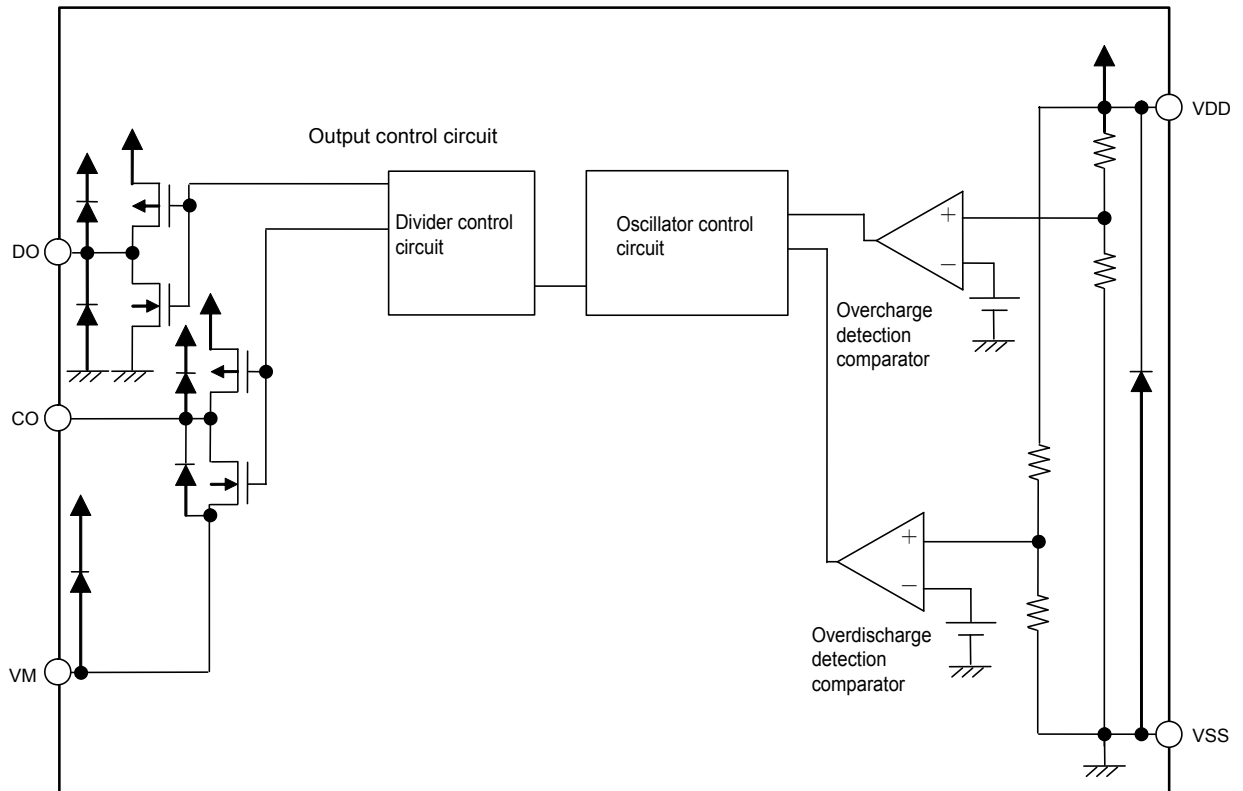 VDD
Output control circuit
Divider control
circuit
Oscillator control
circuit
+
−
DO
Overcharge
detection
comparator
CO
+
−
Overdischarge
detection
comparator
VM
VSS